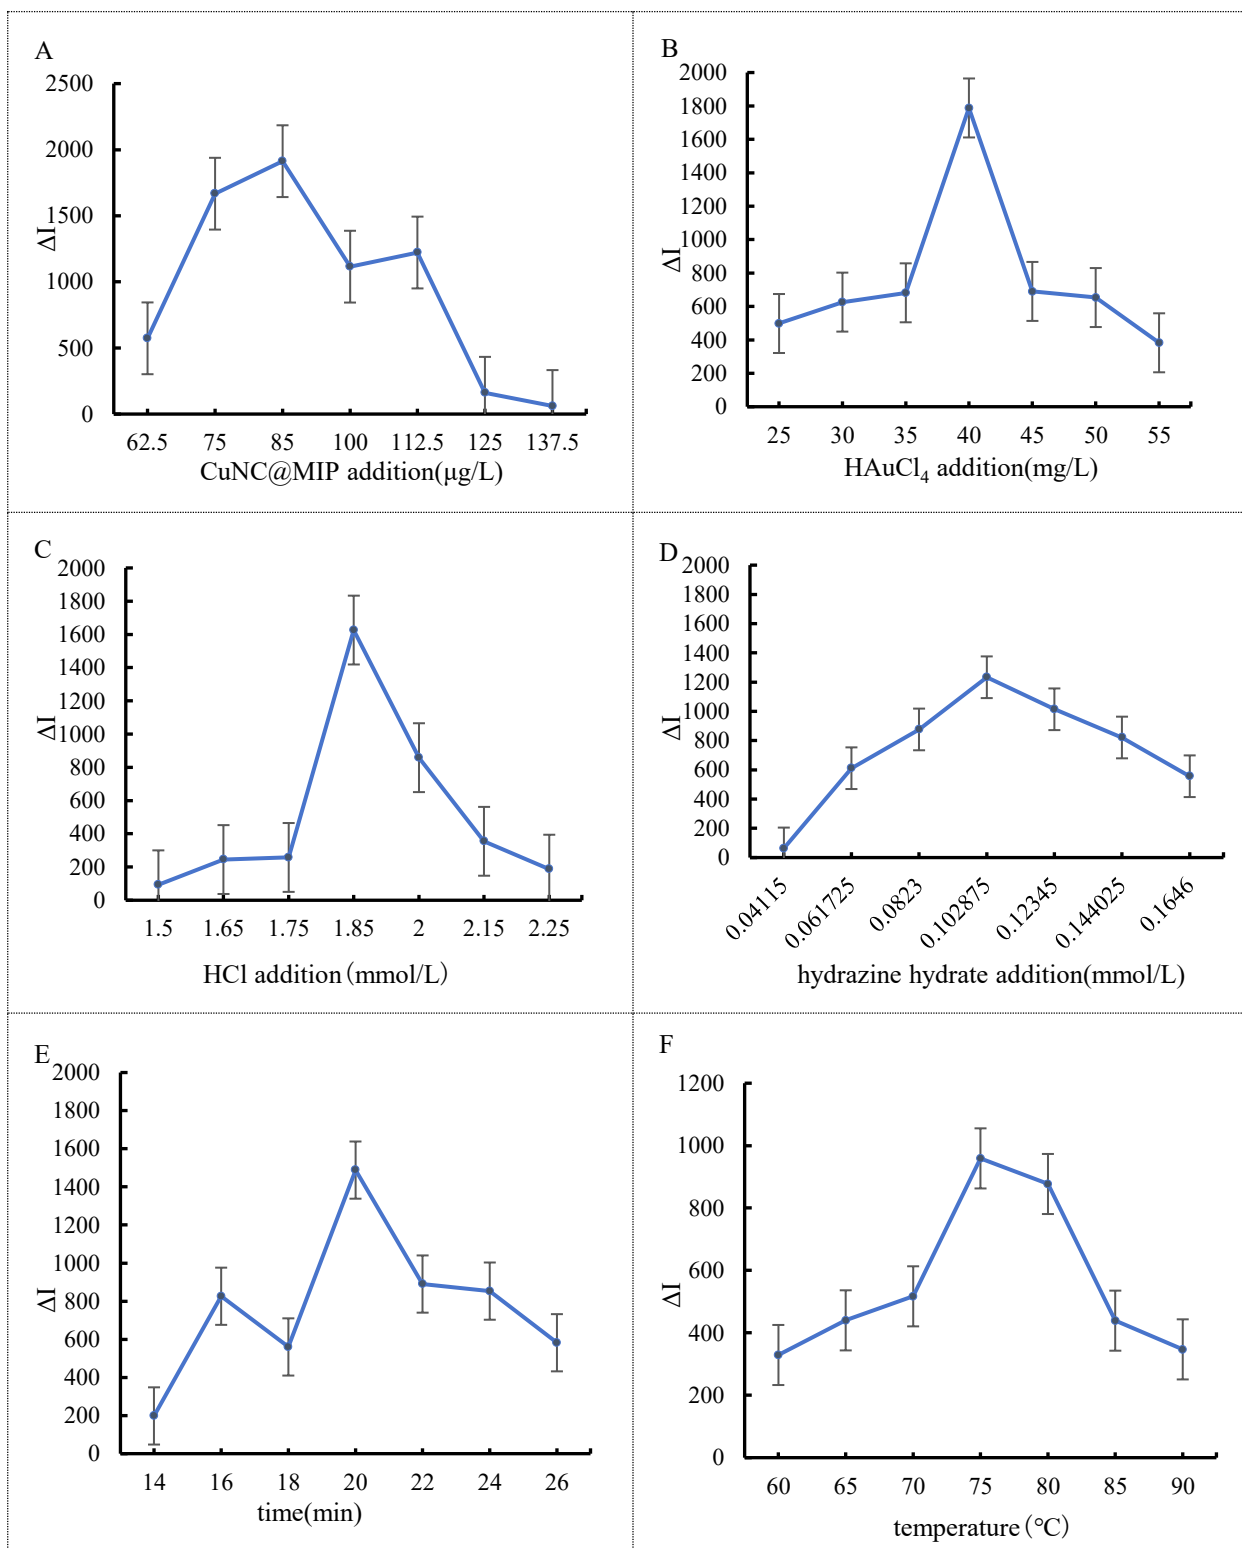 A
2500
2000
1500
1000
500
0
ΔI
62.5 75 85 100 112.5 125 137.5
CuNC@MIP addition(μg/L)
B
2000
1800
1600
1400
1200
1000
800
600
400
200
0
ΔI
25 30 35 40 45 50 55
HAuCl4 addition(mg/L)
C
2000
1800
1600
1400
1200
1000
800
600
400
200
0
ΔI
1.5 1.65 1.75 1.85 2 2.15 2.25
HCl addition(mmol/L)
D
2000
1800
1600
1400
1200
1000
800
600
400
200
0
ΔI
0.04115 0.061725 0.0823 0.102875 0.12345 0.144025 0.1646
hydrazine hydrate addition(mmol/L)
E
2000
1800
1600
1400
1200
1000
800
600
400
200
0
ΔI
14 16 18 20 22 24 26
time(min)
F
1200
1000
800
600
400
200
0
ΔI
60 65 70 75 80 85 90
temperature(℃)